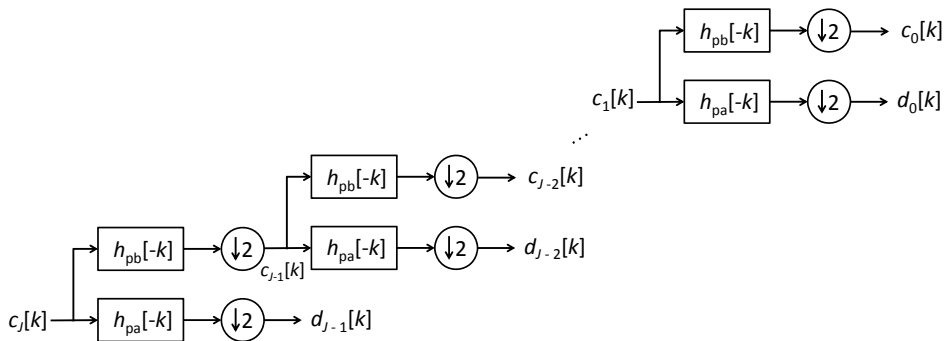 h_pb[-k] ↓2 c_0[k]
c_1[k]
h_pa[-k] ↓2 d_0[k]
...
h_pb[-k] ↓2 c_J-2[k]
h_pb[-k] ↓2 c_J-1[k] h_pa[-k] ↓2 d_J-2[k]
c_J[k] h_pa[-k] ↓2 d_J-1[k]